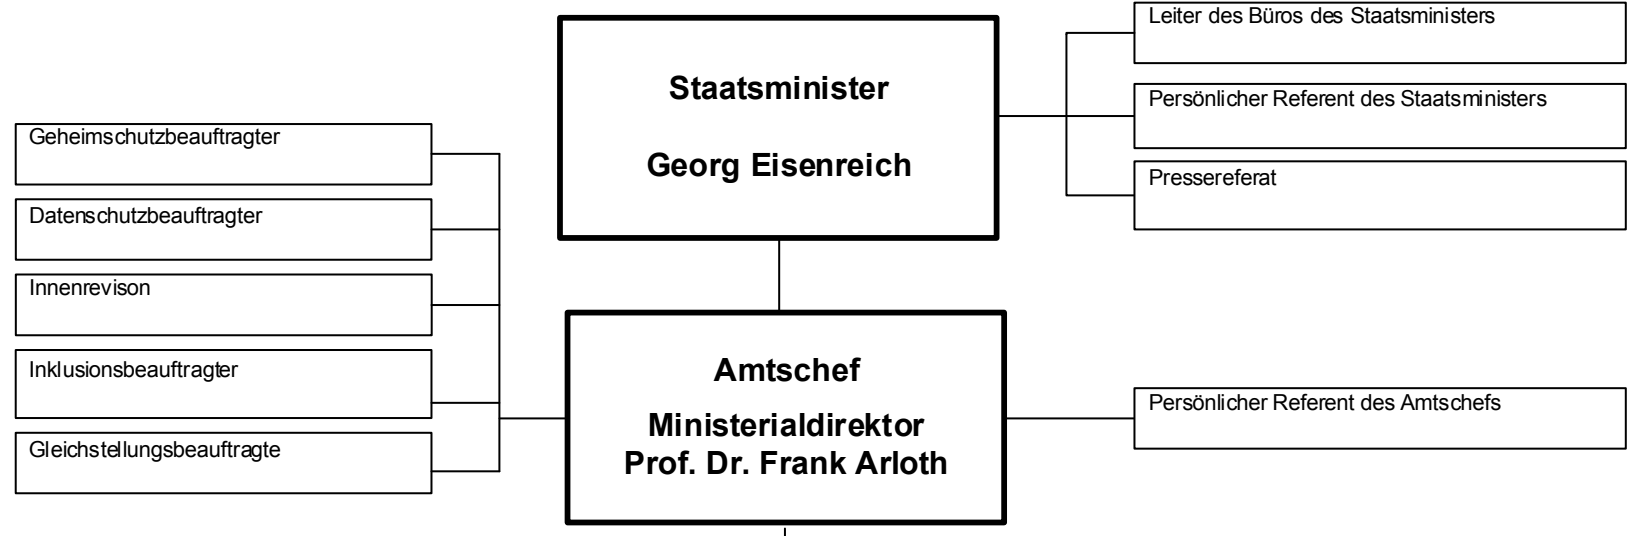 Leiter des Büros des Staatsministers
Staatsminister
Persönlicher Referent des Staatsministers
Geheimschutzbeauftragter
Georg Eisenreich
Pressereferat
Datenschutzbeauftragter
Innenrevison
Inklusionsbeauftragter
Amtschef
Persönlicher Referent des Amtschefs
Ministerialdirektor
Gleichstellungsbeauftragte
Prof. Dr. Frank Arloth